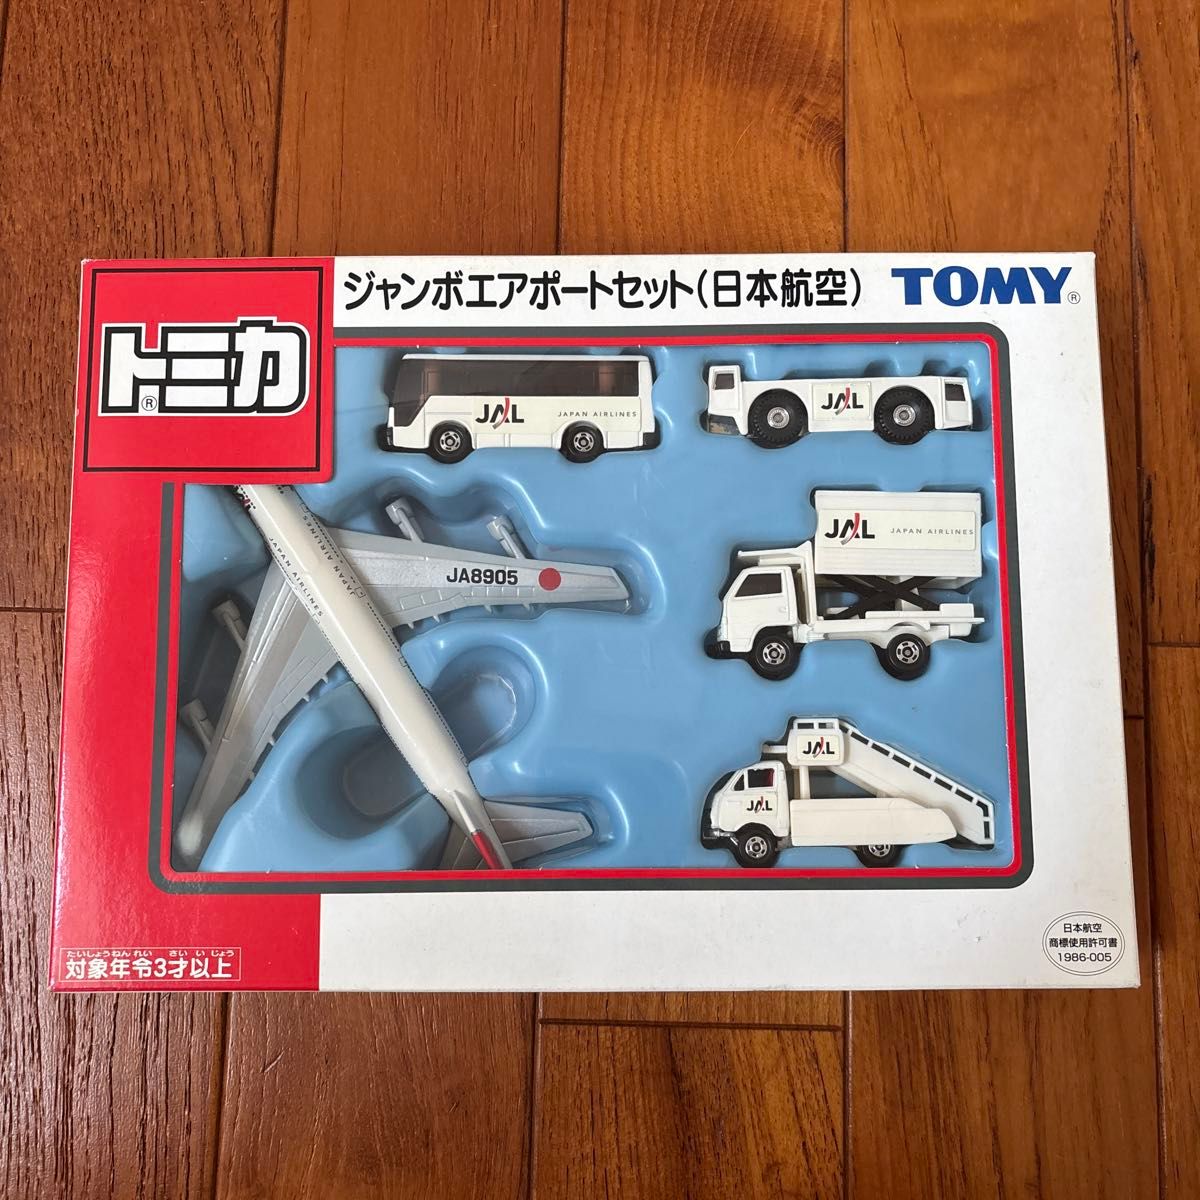 ジャンボエアポートセット(日本航空)
TOMY®
トミカ®
JAL JAPAN AIRLINES
JAL
JAL JAPAN AIRLINES
JAL
JAL
JAPAN AIRLINES
JAPAN AIRLINES
JA8905
たいしょうねんれい さい いじょう
対象年令3才以上
日本航空
商標使用許可書
1986-005